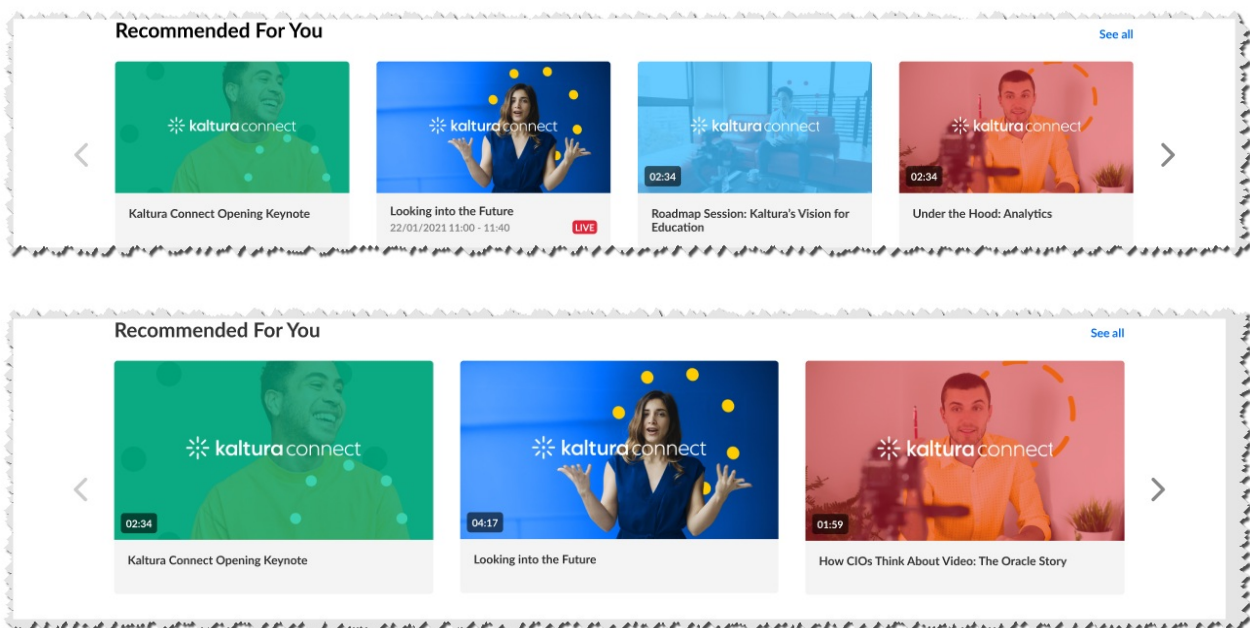 Recommended For You
See all
kaltura connect
kaltura connect
kaltura connect
kaltura connect
02:34
02:34
Kaltura Connect Opening Keynote
Looking into the Future
22/01/2021 11:00 - 11:40
LIVE
Roadmap Session: Kaltura's Vision for
Education
Under the Hood: Analytics
Recommended For You
See all
kaltura connect
kaltura connect
kaltura connect
02:34
04:17
01:59
Kaltura Connect Opening Keynote
Looking into the Future
How CIOs Think About Video: The Oracle Story